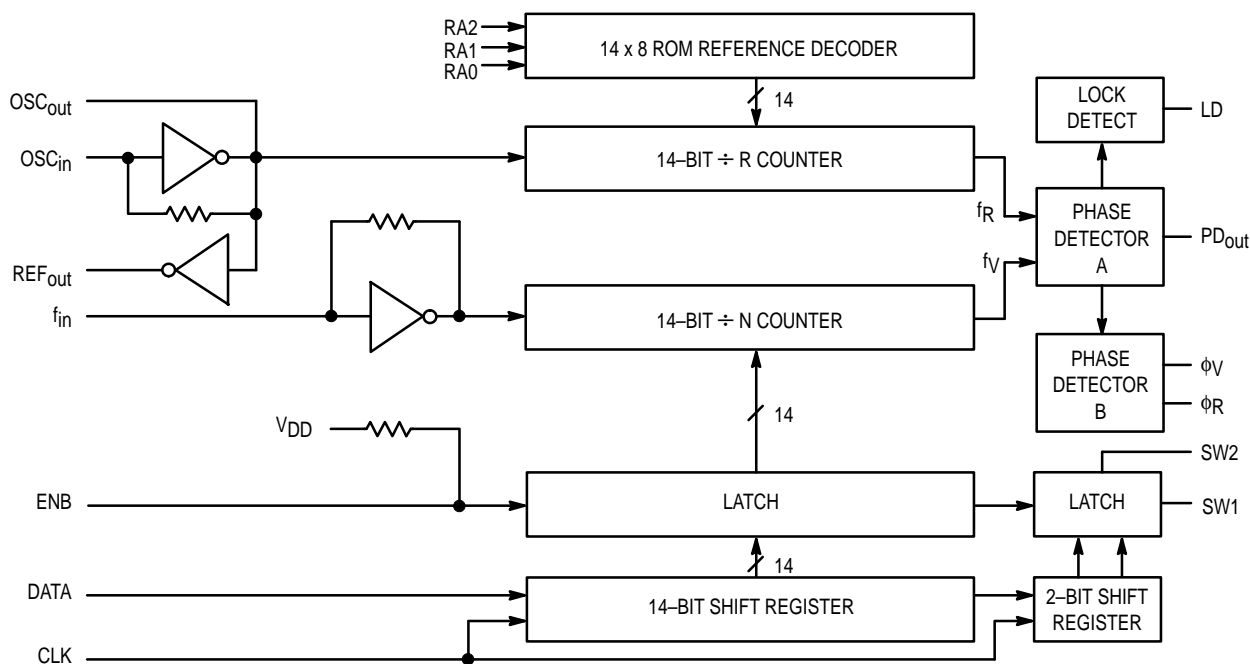 RA2
RA1
RA0
14 x 8 ROM REFERENCE DECODER
14
OSCout
LOCK
DETECT
LD
OSCin
14–BIT ÷ R COUNTER
fR
PHASE
DETECTOR
A
PDout
REFout
fV
fin
14–BIT ÷ N COUNTER
PHASE
DETECTOR
B
ϕV
ϕR
14
VDD
SW2
ENB
LATCH
LATCH
SW1
14
DATA
14–BIT SHIFT REGISTER
2–BIT SHIFT
REGISTER
CLK